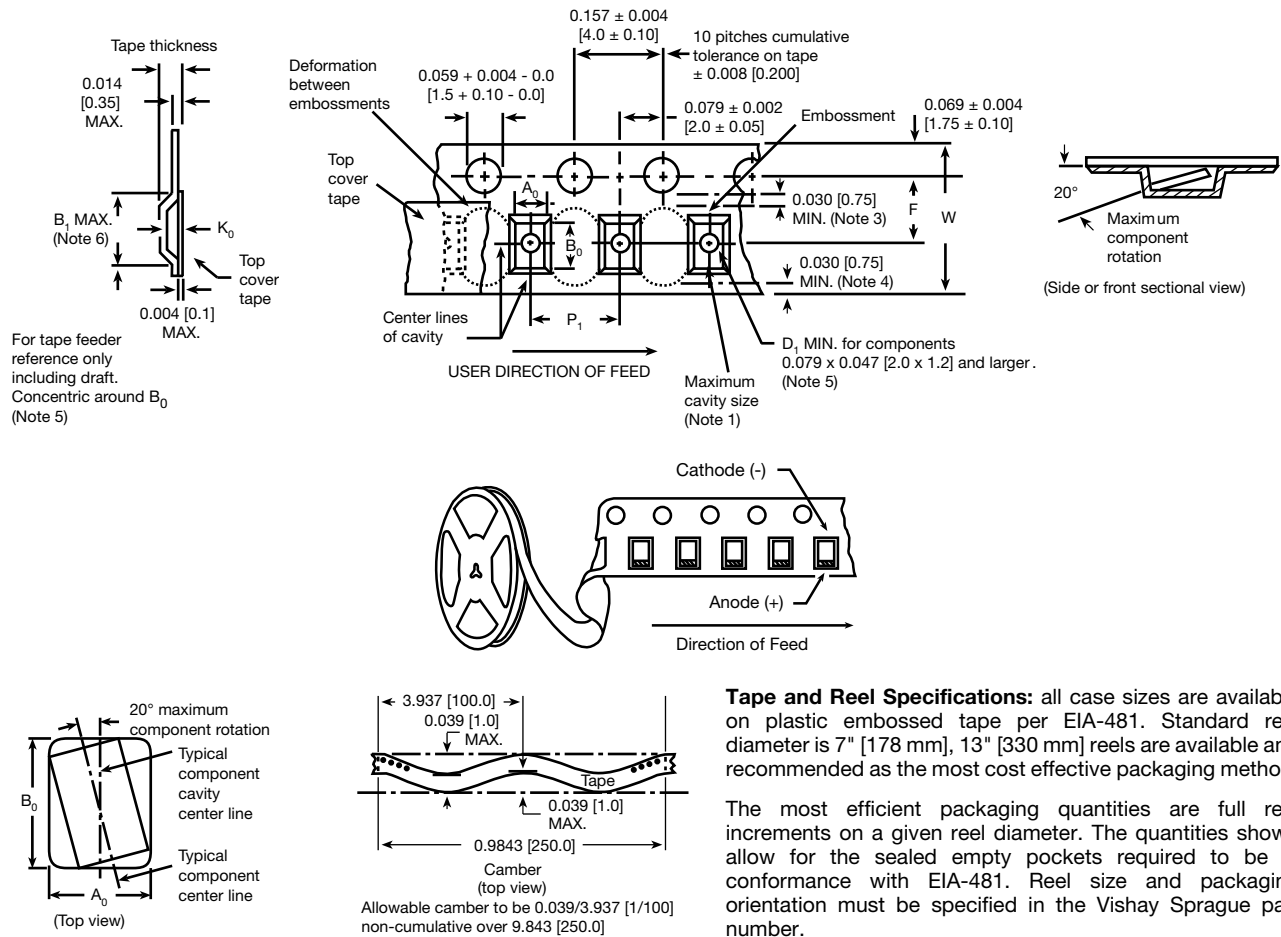 Tape thickness
0.014
[0.35]
MAX.
B1 MAX.
(Note 6)
K0
Top
cover
tape
0.004 [0.1]
MAX.
For tape feeder
reference only
including draft.
Concentric around B0
(Note 5)
Deformation
between
embossments
Top
cover
tape
0.059 + 0.004 - 0.0
[1.5 + 0.10 - 0.0]
0.157 ± 0.004
[4.0 ± 0.10]
10 pitches cumulative
tolerance on tape
± 0.008 [0.200]
0.079 ± 0.002
[2.0 ± 0.05]
Embossment
0.069 ± 0.004
[1.75 ± 0.10]
A0
B0
0.030 [0.75]
MIN. (Note 3)
F
W
0.030 [0.75]
MIN. (Note 4)
Center lines
of cavity
P1
USER DIRECTION OF FEED
Maximum
cavity size
(Note 1)
D1 MIN. for components
0.079 x 0.047 [2.0 x 1.2] and larger.
(Note 5)
20°
Maximum
component
rotation
(Side or front sectional view)
Cathode (-)
Anode (+)
Direction of Feed
20° maximum
component rotation
Typical
component
cavity
center line
B0
Typical
component
center line
A0
(Top view)
3.937 [100.0]
0.039 [1.0]
MAX.
Tape
0.039 [1.0]
MAX.
0.9843 [250.0]
Camber
(top view)
Allowable camber to be 0.039/3.937 [1/100]
non-cumulative over 9.843 [250.0]
Tape and Reel Specifications: all case sizes are availab
on plastic embossed tape per EIA-481. Standard re
diameter is 7" [178 mm], 13" [330 mm] reels are available an
recommended as the most cost effective packaging metho
The most efficient packaging quantities are full re
increments on a given reel diameter. The quantities show
allow for the sealed empty pockets required to be
conformance with EIA-481. Reel size and packagin
orientation must be specified in the Vishay Sprague pa
number.